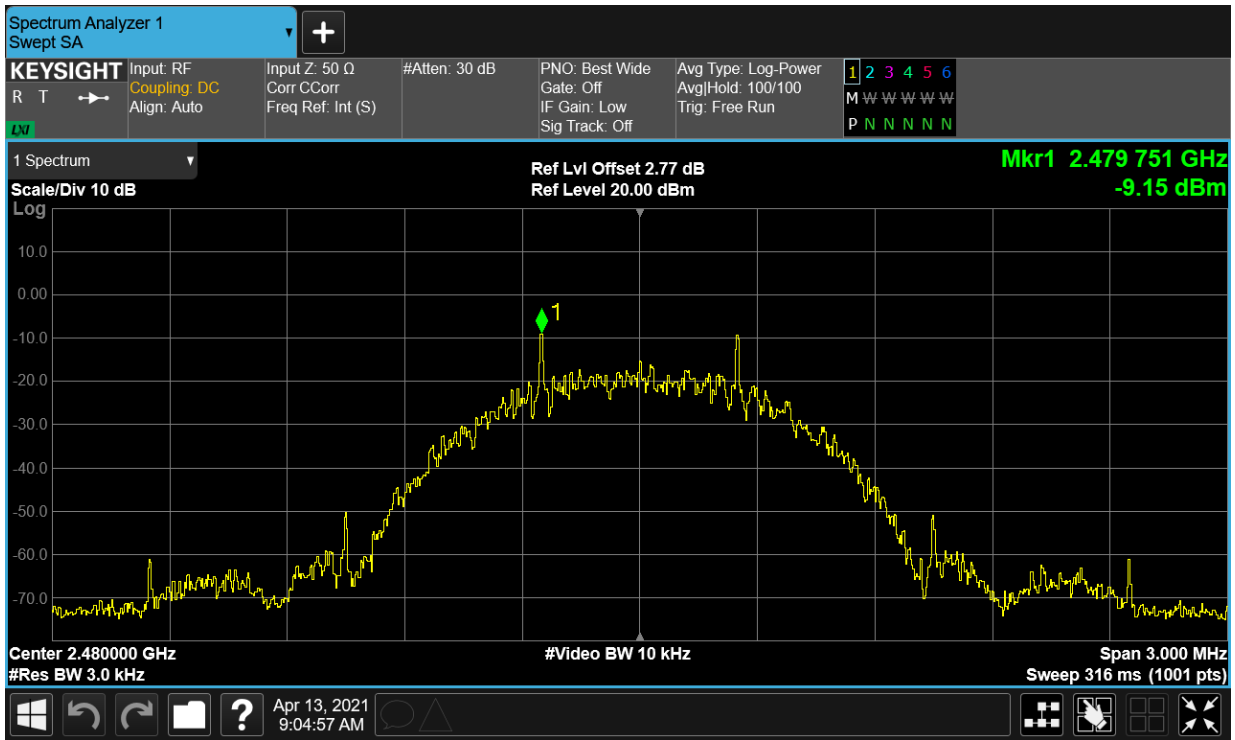 Spectrum Analyzer 1
Swept SA
KEYSIGHT
R T
LXI
Input: RF
Coupling: DC
Align: Auto
Input Z: 50 Ω
Corr CCorr
Freq Ref: Int (S)
#Atten: 30 dB
PNO: Best Wide
Gate: Off
IF Gain: Low
Sig Track: Off
Avg Type: Log-Power
Avg|Hold: 100/100
Trig: Free Run
1 2 3 4 5 6
M W W W W W
P N N N N N
1 Spectrum
Scale/Div 10 dB
Log
Ref Lvl Offset 2.77 dB
Ref Level 20.00 dBm
Mkr1 2.479 751 GHz
-9.15 dBm
10.0
0.00
1
-10.0
-20.0
-30.0
-40.0
-50.0
-60.0
-70.0
Center 2.480000 GHz
#Res BW 3.0 kHz
#Video BW 10 kHz
Span 3.000 MHz
Sweep 316 ms (1001 pts)
?
Apr 13, 2021
9:04:57 AM